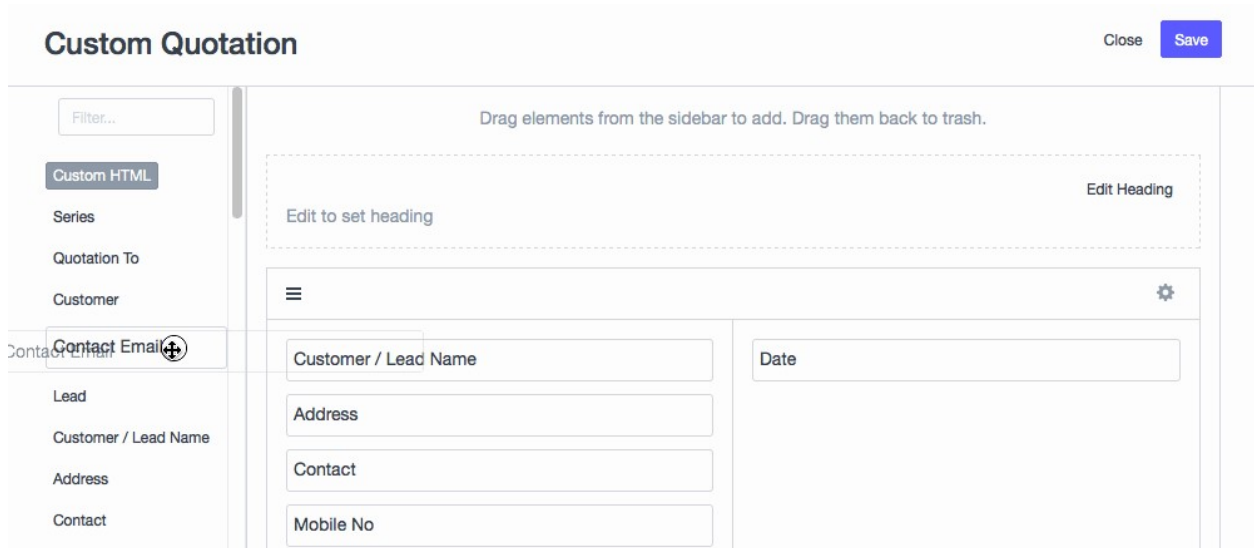 Custom Quotation
Close
Save
Filter...
Drag elements from the sidebar to add. Drag them back to trash.
Custom HTML
Series
Quotation To
Customer
Contact Email
Contact Email
Lead
Customer / Lead Name
Address
Contact
Edit Heading
Edit to set heading
Customer / Lead Name
Address
Contact
Mobile No
Date